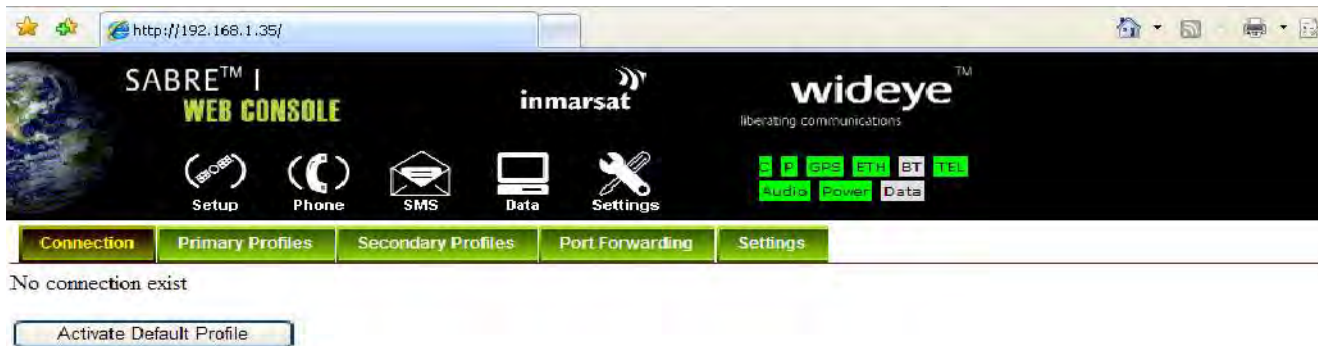 http://192.168.1.35/
SABRE™ I
WEB CONSOLE
inmarsat
wideye™
liberating communications
Setup Phone SMS Data Settings
C P GPS ETH BT TEL
Audio Power Data
Connection Primary Profiles Secondary Profiles Port Forwarding Settings
No connection exist
Activate Default Profile